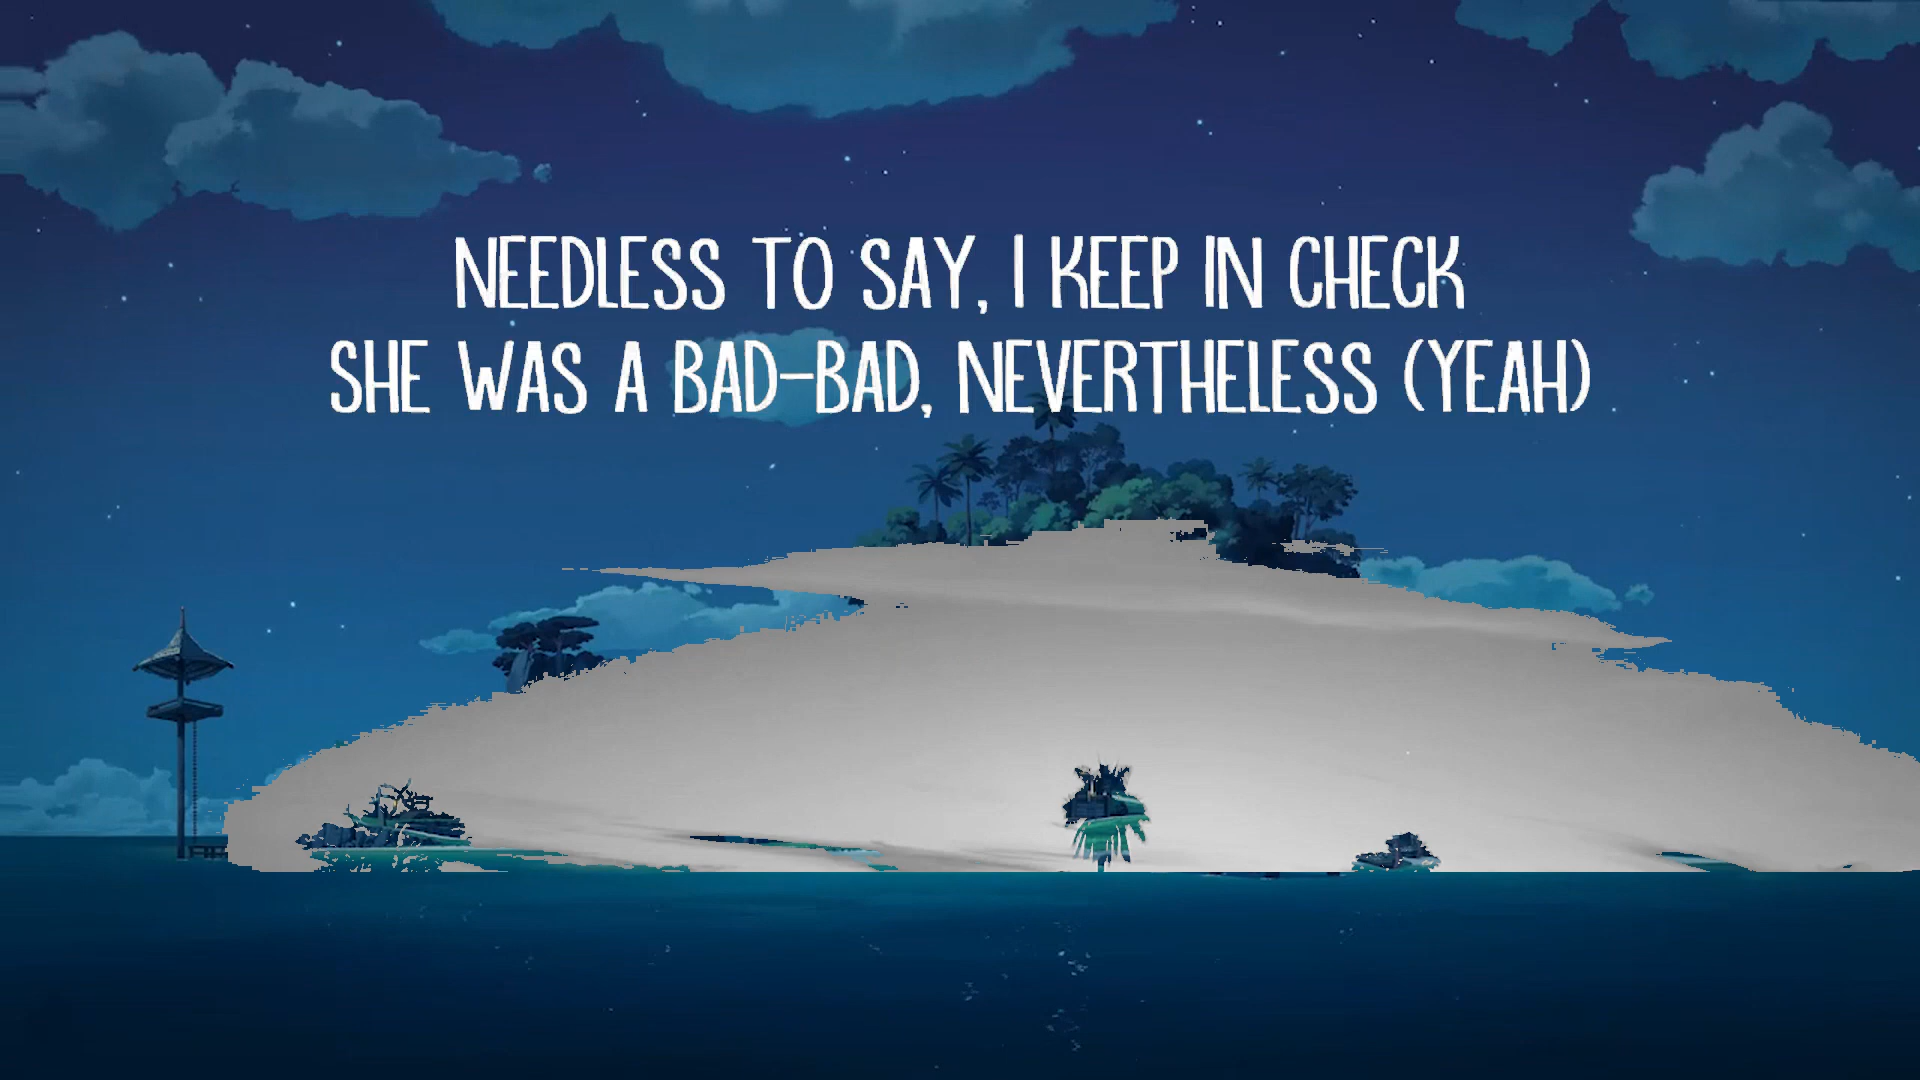 NEEDLESS TO SAY, I KEEP IN CHECK
SHE WAS A BAD-BAD, NEVERTHELESS (YEAH)